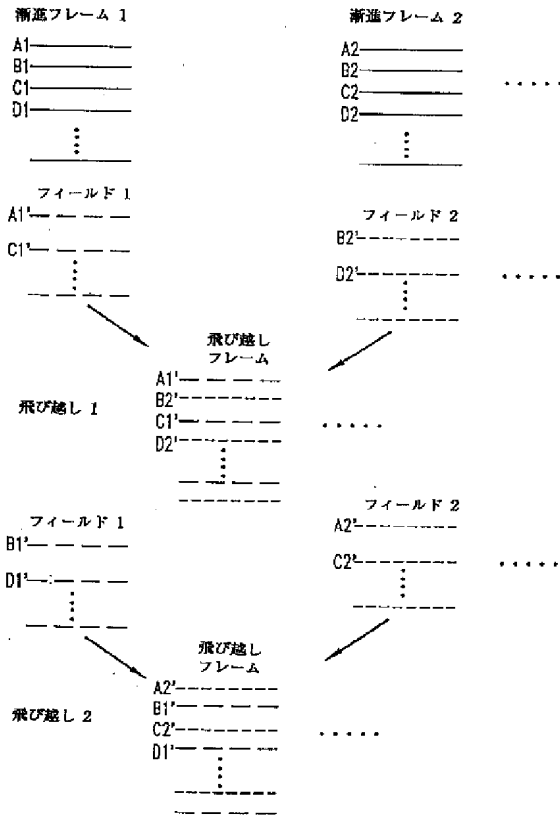 漸進フレーム 1
A1
B1
C1
D1
漸進フレーム 2
A2
B2
C2
D2
フィールド 1
A1'
C1'
フィールド 2
B2'
D2'
飛び越し
フレーム
飛び越し 1
A1'
B2'
C1'
D2'
フィールド 1
B1'
D1'
フィールド 2
A2'
C2'
飛び越し
フレーム
飛び越し 2
A2'
B1'
C2'
D1'